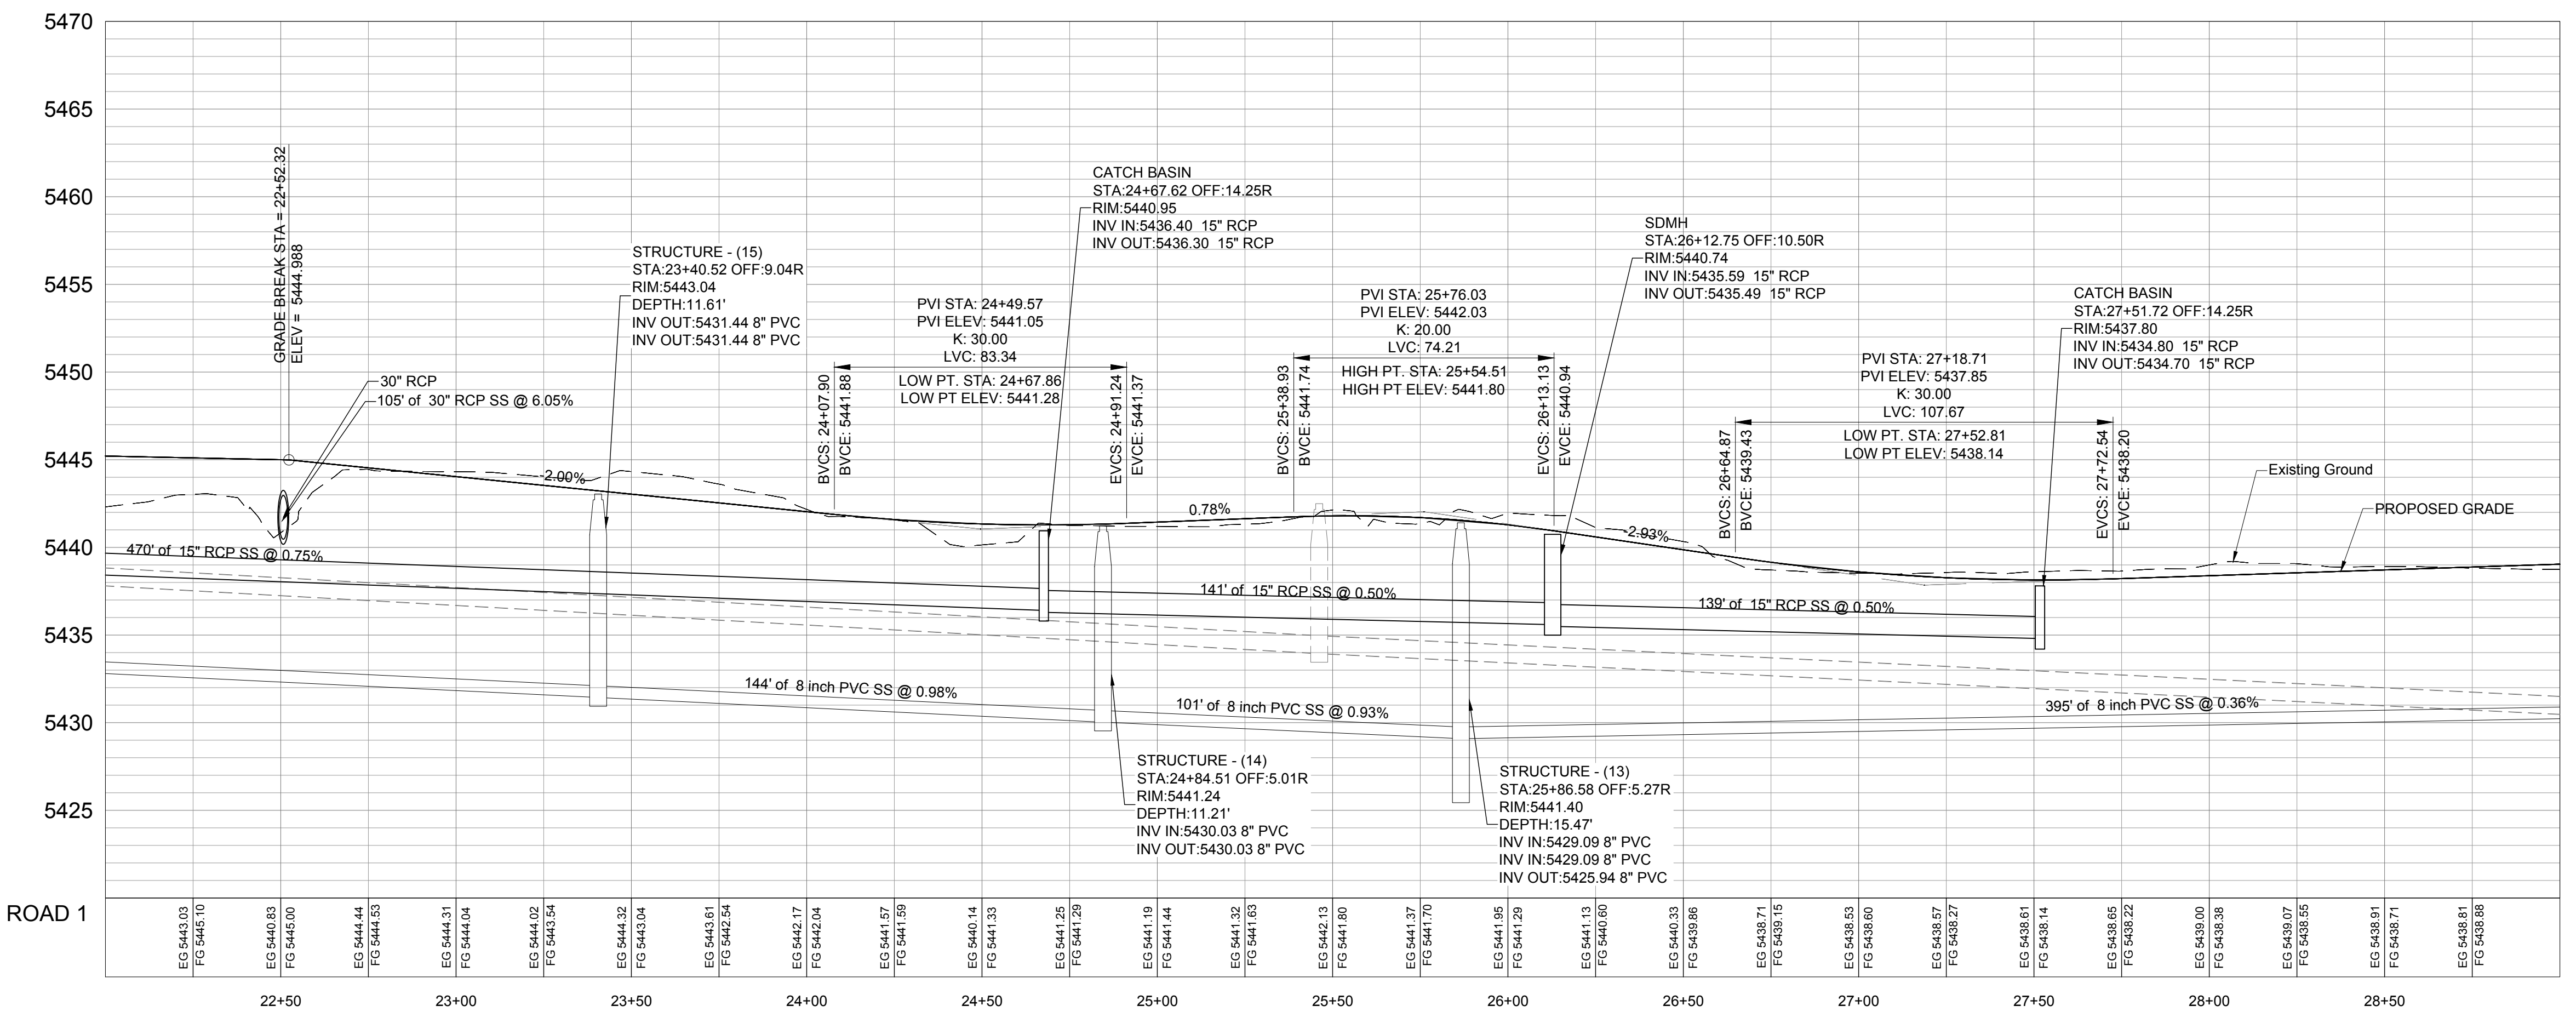 5470
5465
5460
5455
5450
5445
5440
5435
5430
5425
ROAD 1
GRADE BREAK STA = 22+52.32
ELEV = 5444.988
30" RCP
105' of 30" RCP SS @ 6.05%
470' of 15" RCP SS @ 0.75%
-2.00%
STRUCTURE - (15)
STA:23+40.52 OFF:9.04R
RIM:5443.04
DEPTH:11.61'
INV OUT:5431.44 8" PVC
INV OUT:5431.44 8" PVC
144' of 8 inch PVC SS @ 0.98%
BVCS: 24+07.90
BVCE: 5441.88
PVI STA: 24+49.57
PVI ELEV: 5441.05
K: 30.00
LVC: 83.34
LOW PT. STA: 24+67.86
LOW PT ELEV: 5441.28
EVCS: 24+91.24
EVCE: 5441.37
CATCH BASIN
STA:24+67.62 OFF:14.25R
RIM:5440.95
INV IN:5436.40 15" RCP
INV OUT:5436.30 15" RCP
0.78%
141' of 15" RCP SS @ 0.50%
101' of 8 inch PVC SS @ 0.93%
STRUCTURE - (14)
STA:24+84.51 OFF:5.01R
RIM:5441.24
DEPTH:11.21'
INV IN:5430.03 8" PVC
INV OUT:5430.03 8" PVC
BVCS: 25+38.93
BVCE: 5441.74
PVI STA: 25+76.03
PVI ELEV: 5442.03
K: 20.00
LVC: 74.21
HIGH PT. STA: 25+54.51
HIGH PT ELEV: 5441.80
EVCS: 26+13.13
EVCE: 5440.94
STRUCTURE - (13)
STA:25+86.58 OFF:5.27R
RIM:5441.40
DEPTH:15.47'
INV IN:5429.09 8" PVC
INV IN:5429.09 8" PVC
INV OUT:5425.94 8" PVC
SDMH
STA:26+12.75 OFF:10.50R
RIM:5440.74
INV IN:5435.59 15" RCP
INV OUT:5435.49 15" RCP
-2.93%
139' of 15" RCP SS @ 0.50%
BVCS: 26+64.87
BVCE: 5439.43
PVI STA: 27+18.71
PVI ELEV: 5437.85
K: 30.00
LVC: 107.67
LOW PT. STA: 27+52.81
LOW PT ELEV: 5438.14
EVCS: 27+72.54
EVCE: 5438.20
CATCH BASIN
STA:27+51.72 OFF:14.25R
RIM:5437.80
INV IN:5434.80 15" RCP
INV OUT:5434.70 15" RCP
Existing Ground
PROPOSED GRADE
395' of 8 inch PVC SS @ 0.36%
EG 5443.03
FG 5445.10
EG 5440.83
FG 5445.00
EG 5444.44
FG 5444.53
EG 5444.31
FG 5444.04
EG 5444.02
FG 5443.54
EG 5444.32
FG 5443.04
EG 5443.61
FG 5442.54
EG 5442.17
FG 5442.04
EG 5441.57
FG 5441.59
EG 5440.14
FG 5441.33
EG 5441.25
FG 5441.29
EG 5441.19
FG 5441.44
EG 5441.32
FG 5441.63
EG 5442.13
FG 5441.80
EG 5441.37
FG 5441.70
EG 5441.95
FG 5441.29
EG 5441.13
FG 5440.60
EG 5440.33
FG 5439.86
EG 5438.71
FG 5439.15
EG 5438.53
FG 5438.60
EG 5438.57
FG 5438.27
EG 5438.61
FG 5438.14
EG 5438.65
FG 5438.22
EG 5439.00
FG 5438.38
EG 5439.07
FG 5438.55
EG 5438.91
FG 5438.71
EG 5438.81
FG 5438.88
22+50
23+00
23+50
24+00
24+50
25+00
25+50
26+00
26+50
27+00
27+50
28+00
28+50